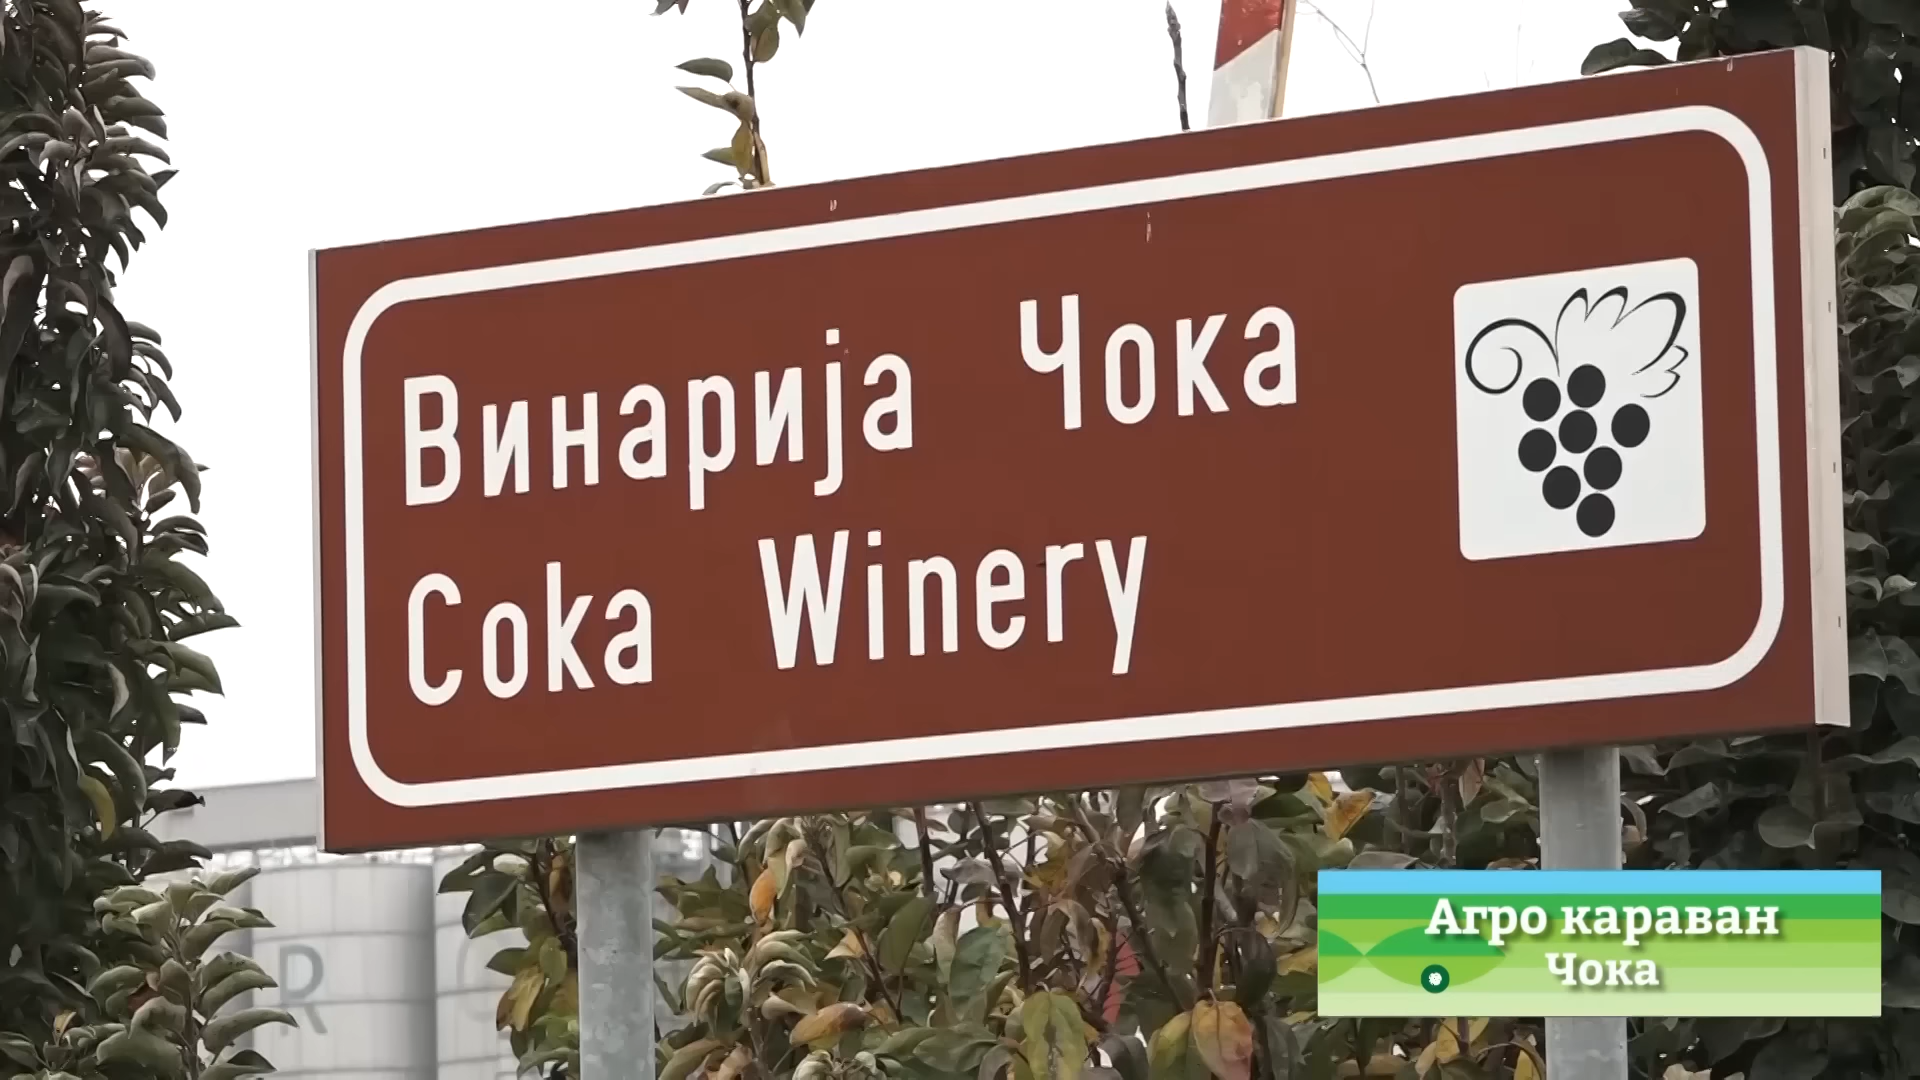 Винарија Чока
Coka Winery
R
Агро караван
Чока